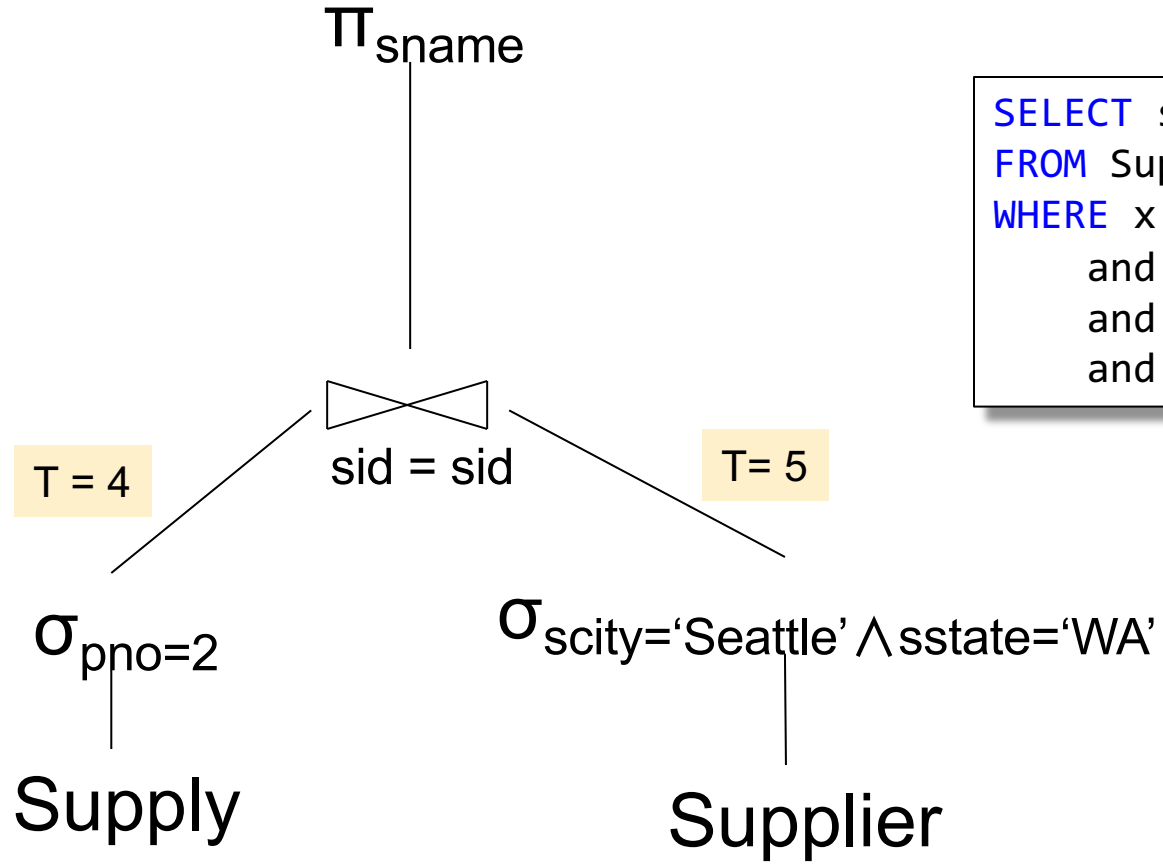 πsname
SELECT
FROM
WHERE x
and
and
and
sid = sid
T = 4
T= 5
σpno=2
σscity=‘Seattle’ ∧ sstate=‘WA’
Supply
Supplier